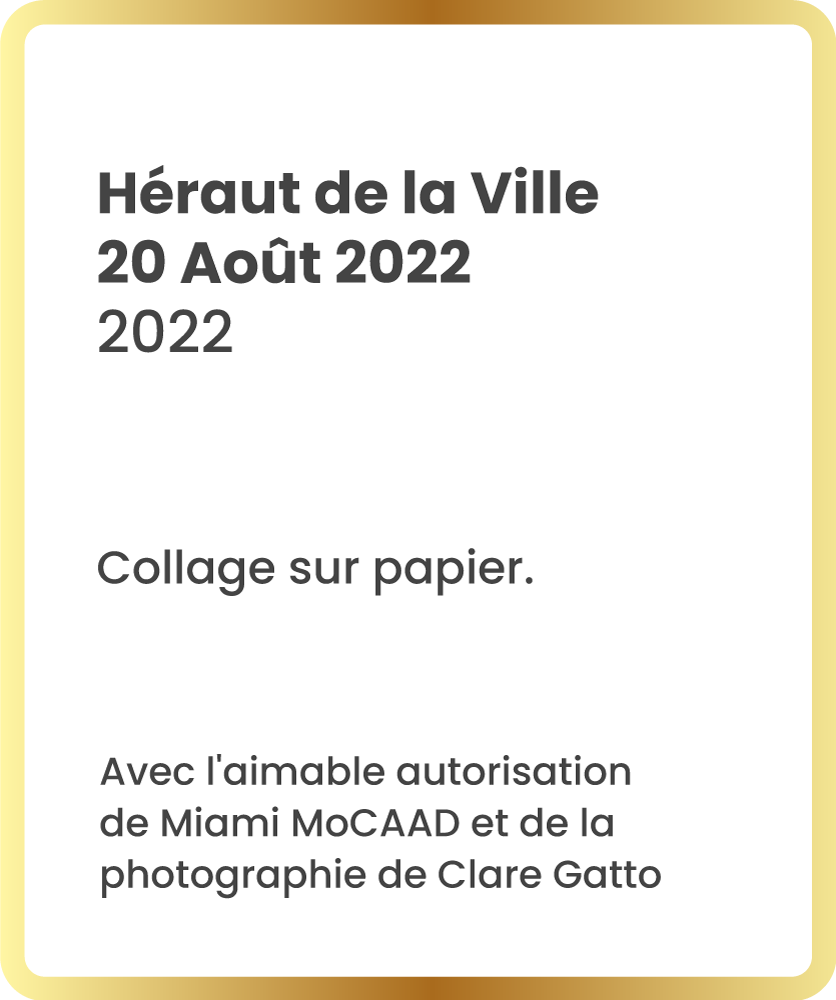 Héraut de la Ville
20 Août 2022
2022
Collage sur papier.
Avec l'aimable autorisation
de Miami MoCAAD et de la
photographie de Clare Gatto